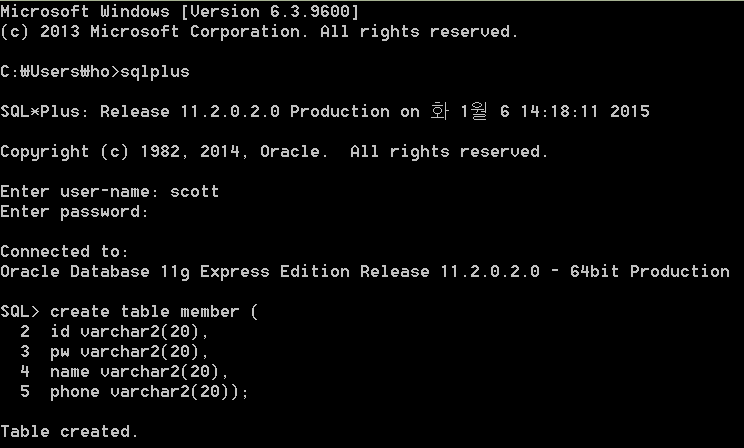 Microsoft Windows [Version 6.3.9600]
(c) 2013 Microsoft Corporation. All rights reserved.
C:₩Users₩ho>sqlplus
SQL*Plus: Release 11.2.0.2.0 Production on 화 1월 6 14:18:11 2015
Copyright (c) 1982, 2014, Oracle.  All rights reserved.
Enter user-name: scott
Enter password:
Connected to:
Oracle Database 11g Express Edition Release 11.2.0.2.0 - 64bit Production
SQL> create table member (
  2  id varchar2(20),
  3  pw varchar2(20),
  4  name varchar2(20),
  5  phone varchar2(20));
Table created.